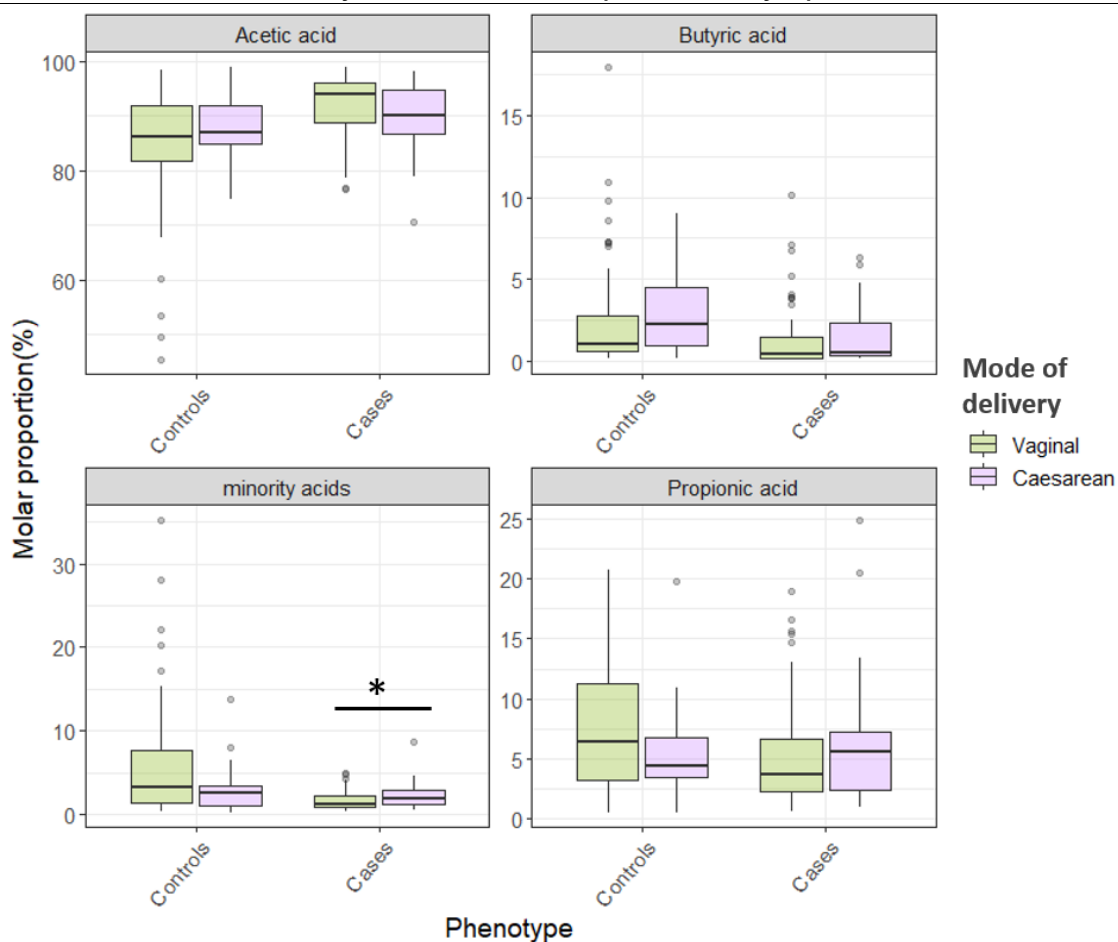 Acetic acid
Butyric acid
100
80
60
15
10
5
0
Controls
Cases
Controls
Cases
Molar proportion(%)
minority acids
Propionic acid
30
20
10
0
*
25
20
15
10
5
0
Controls
Cases
Controls
Cases
Phenotype
Mode of
delivery
Vaginal
Caesarean